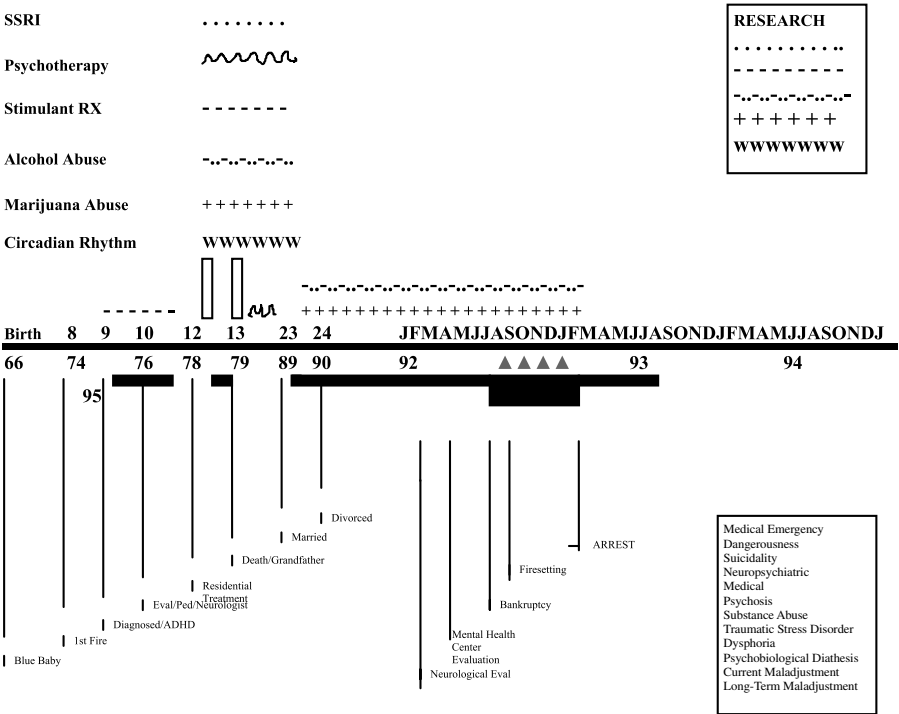 SSRI
Psychotherapy
Stimulant RX
Alcohol Abuse
Marijuana Abuse
+ + + + + + +
Circadian Rhythm
WWWWWW
RESEARCH
+ + + + + +
WWWWWWW
+ + + + + + + + + + + + + + + + + + + + + + + +
Birth 8 9 10 12 13 23 24 JFMAMJJASONDJFMAMJJASONDJFMAMJJASONDJ
66 74 76 78 79 89 90 92 93 94
95
Divorced
Married
ARREST
Death/Grandfather
Firesetting
Residential
Treatment
Eval/Ped/Neurologist
Bankruptcy
Diagnosed/ADHD
1st Fire
Mental Health
Center
Evaluation
Blue Baby
Neurological Eval
Medical Emergency
Dangerousness
Suicidality
Neuropsychiatric
Medical
Psychosis
Substance Abuse
Traumatic Stress Disorder
Dysphoria
Psychobiological Diathesis
Current Maladjustment
Long-Term Maladjustment